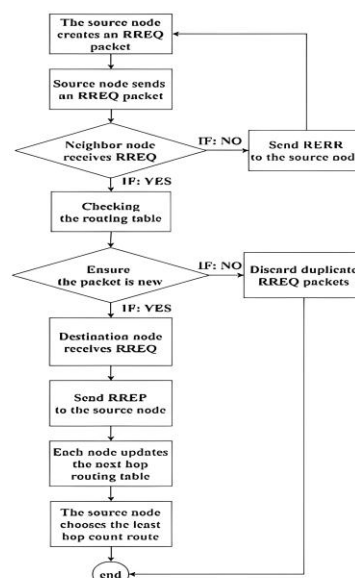 The source node
creates an RREQ
packet
Source node sends
an RREQ packet
Neighbor node
receives RREQ
IF: NO
Send RERR
to the source node
IF: YES
Checking
the routing table
Ensure
the packet is new
IF: NO
Discard duplicate
RREQ packets
IF: YES
Destination node
receives RREQ
Send RREP
to the source node
Each node updates
the next hop
routing table
The source node
chooses the least
hop count route
end